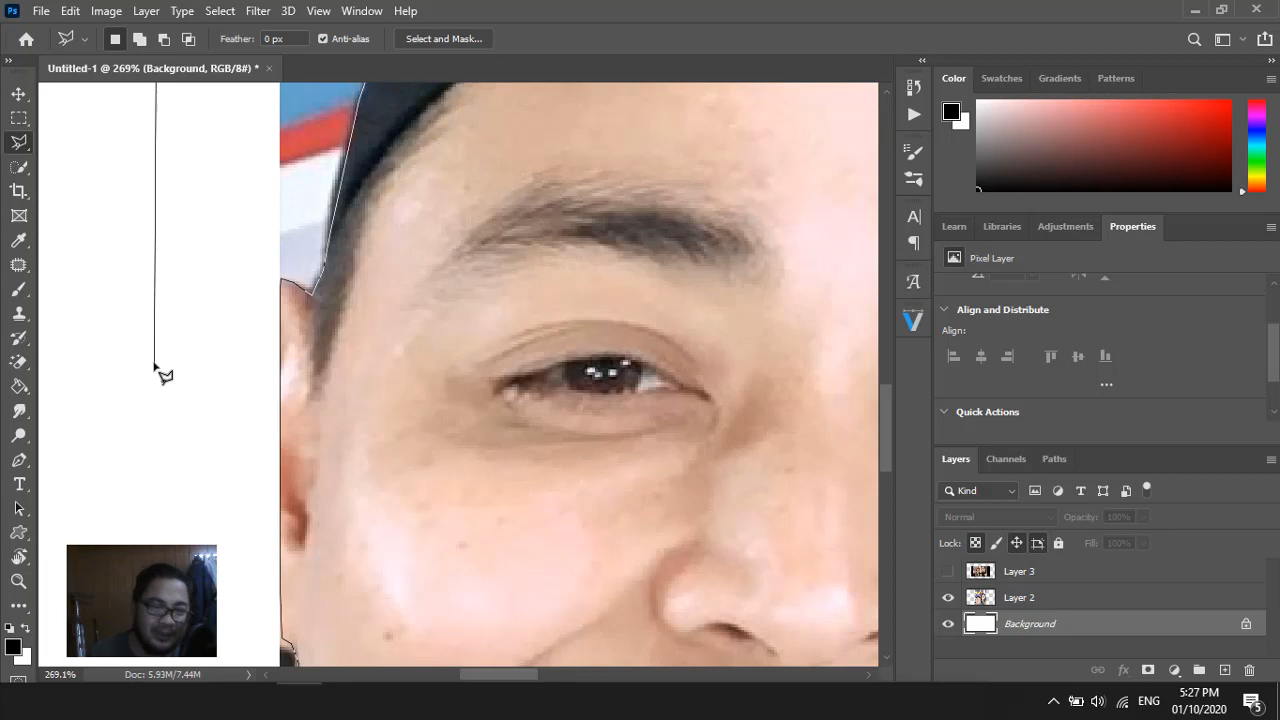 Ps File Edit Image Layer Type Select Filter 3D View Window Help
Feather: 0 px Anti-alias Select and Mask...
Untitled-1 @ 269% (Background, RGB/8#) *
Color Swatches Gradients Patterns
Learn Libraries Adjustments Properties
Pixel Layer
Align and Distribute
Align:
Quick Actions
Layers Channels Paths
Kind
Normal Opacity: 100%
Lock: Fill: 100%
Layer 3
Layer 2
Background
269.1% Doc: 5.93M/7.44M
ENG
5:27 PM
01/10/2020
5